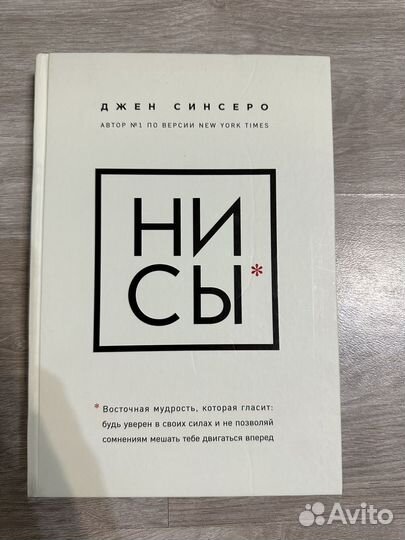 ДЖЕН СИНСЕРО
АВТОР №1 ПО ВЕРСИИ NEW YORK TIMES
НИ
СЫ*
* Восточная мудрость, которая гласит:
будь уверен в своих силах и не позволяй
сомнениям мешать тебе двигаться вперед
Avito